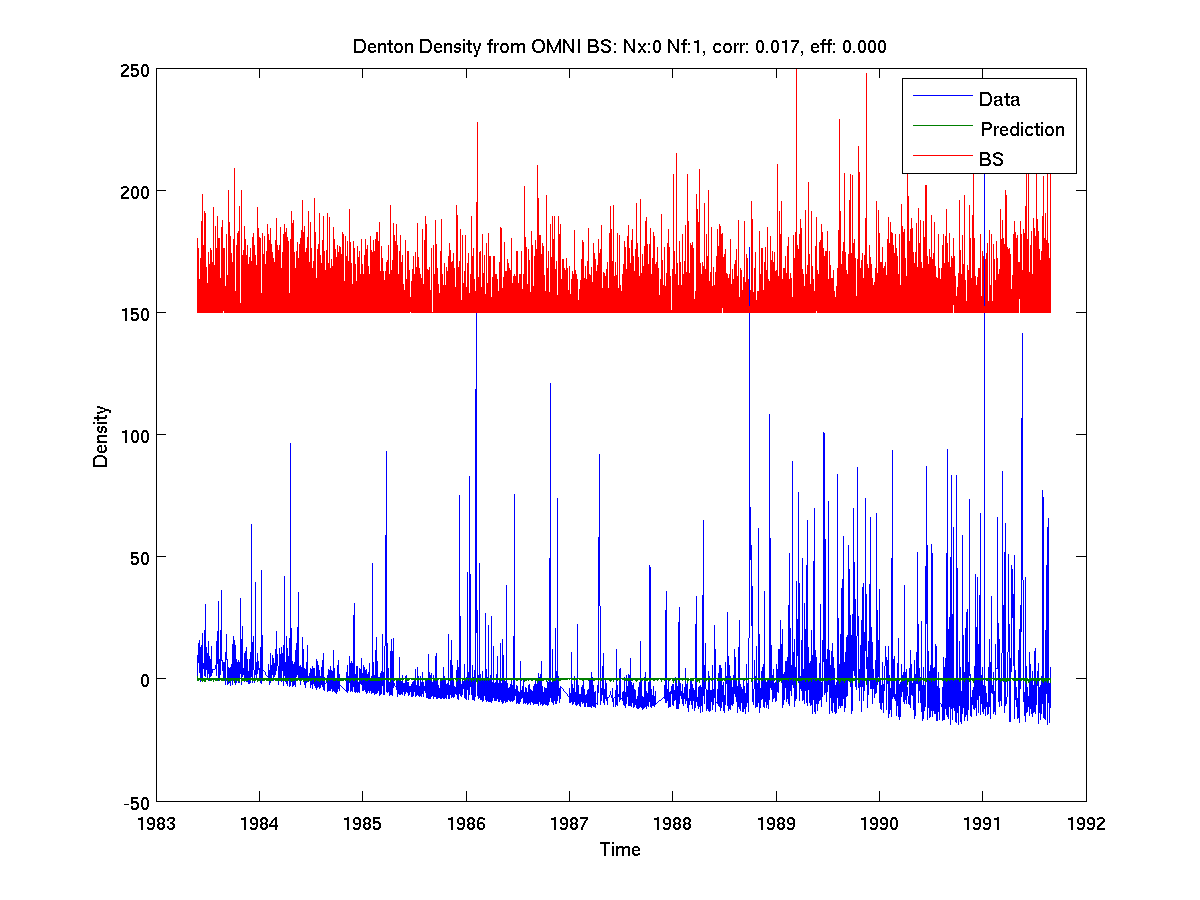 Denton Density from OMNI BS: Nx:0 Nf:1, corr: 0.017, eff: 0.000
250
200
150
100
50
0
-50
Density
Data
Prediction
BS
1983 1984 1985 1986 1987 1988 1989 1990 1991 1992
Time